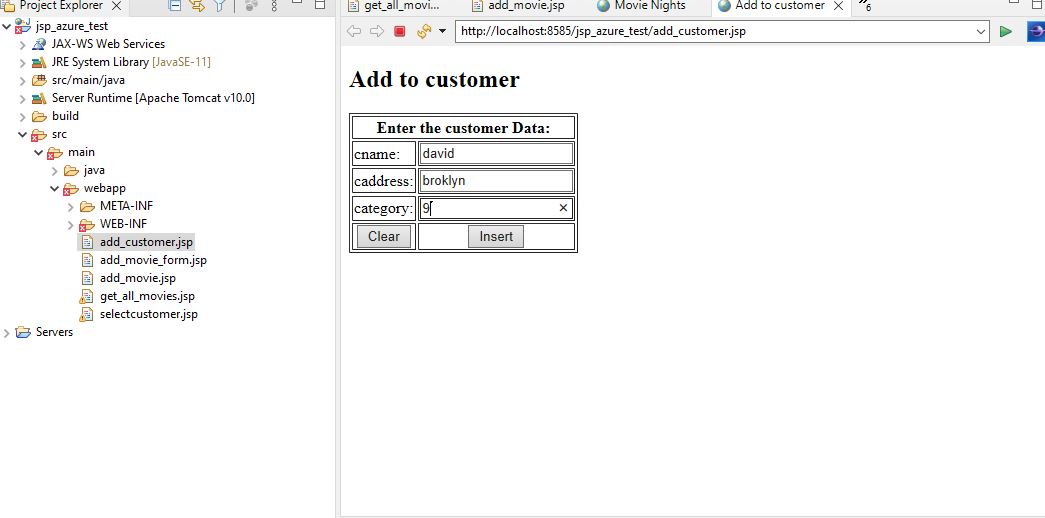 Project Explorer
jsp_azure_test
JAX-WS Web Services
JRE System Library [JavaSE-11]
src/main/java
Server Runtime [Apache Tomcat v10.0]
build
src
main
java
webapp
META-INF
WEB-INF
add_customer.jsp
add_movie_form.jsp
add_movie.jsp
get_all_movies.jsp
selectcustomer.jsp
Servers
get_all_movi... add_movie.jsp Movie Nights Add to customer 6
http://localhost:8585/jsp_azure_test/add_customer.jsp
Add to customer
Enter the customer Data:
cname: david
caddress: broklyn
category: 9
Clear Insert